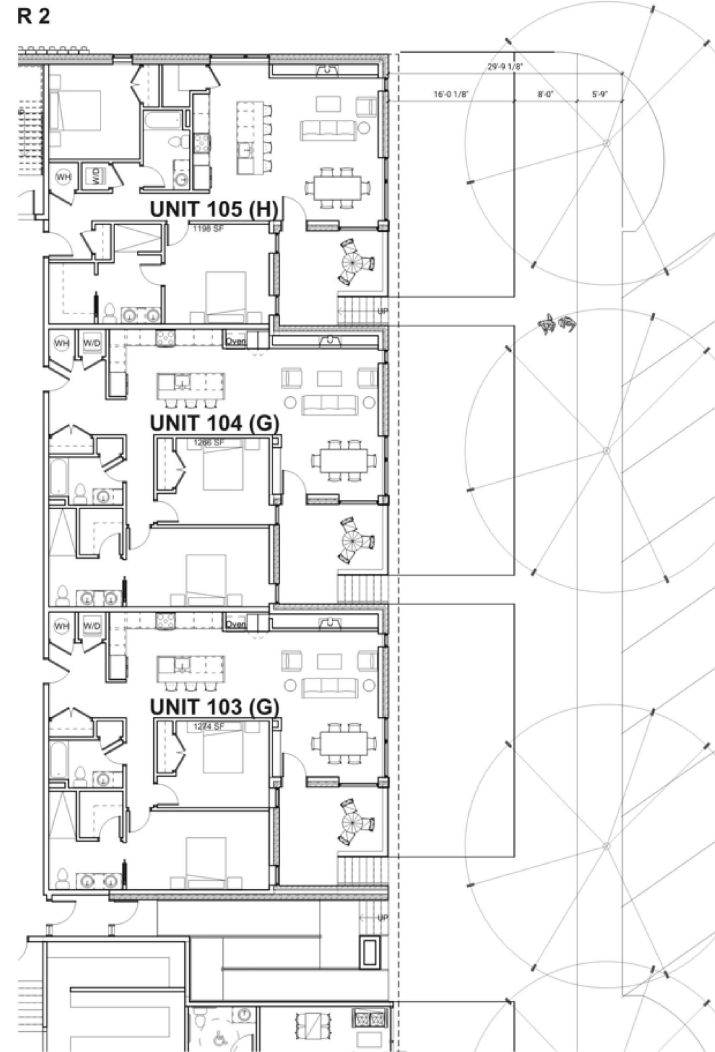 R 2
29'-9 1/8"
16'-0 1/8"
8'-0"
5'-9"
WH
W/D
UNIT 105 (H)
1198 SF
UP
WH
W/D
Oven
UNIT 104 (G)
1266 SF
WH
W/D
Oven
UNIT 103 (G)
1274 SF
UP